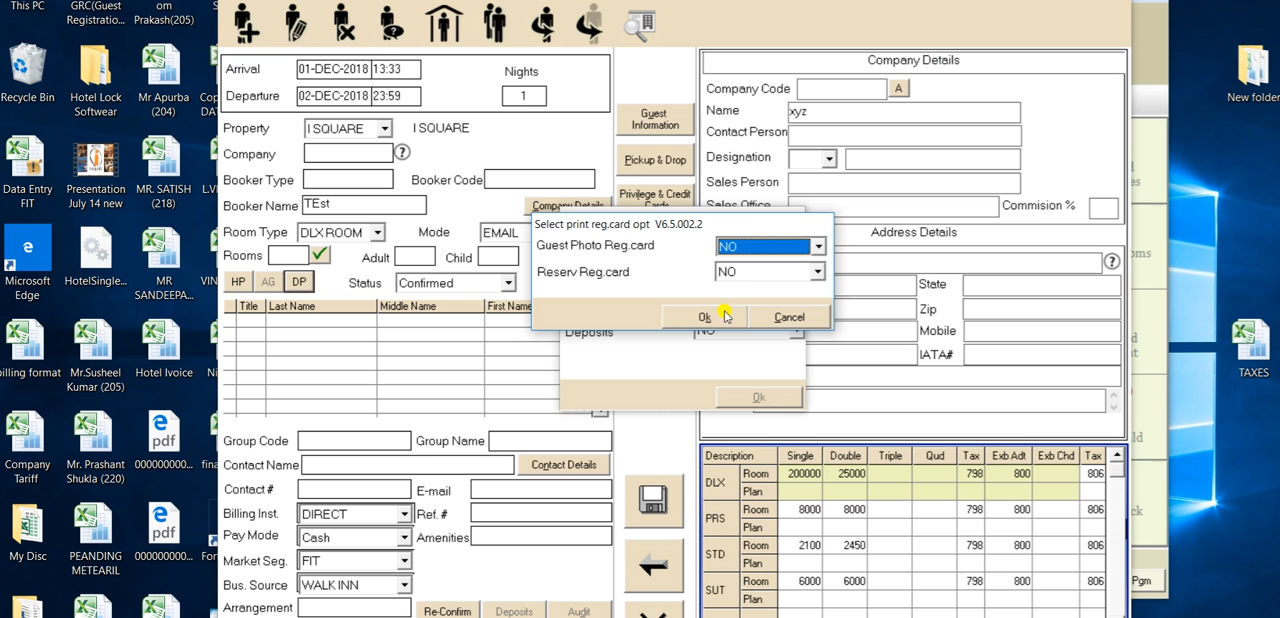 This PC
GRC(Guest
Registratio...
om
Prakash(205)
Recycle Bin
Hotel Lock
Softwear
Mr Apurba
(204)
Data Entry
FIT
Presentation
July 14 new
MR. SATISH
(218)
Microsoft
Edge
HotelSingle...
MR
SANDEEPA...
billing format
Mr.Susheel
Kumar (205)
Hotel Ivoice
Company
Tariff
Mr. Prashant
Shukla (220)
pdf
000000000...
My Disc
PEANDING
METEARIL
pdf
000000000...
New folder
TAXES
Arrival 01-DEC-2018 13:33 Nights
Departure 02-DEC-2018 23:59 1
Property I SQUARE I SQUARE
Company ?
Booker Type Booker Code
Booker Name TEst Company Details
Room Type DLX ROOM Mode EMAIL
Rooms Adult Child
HP AG DP Status Confirmed
Title Last Name Middle Name First Name
Group Code Group Name
Contact Name Contact Details
Contact # E-mail
Billing Inst. DIRECT Ref. #
Pay Mode Cash Amenities
Market Seg. FIT
Bus. Source WALK INN
Arrangement Re-Confirm Deposits Audit
Guest
Information
Pickup & Drop
Privilege & Credit
Cards
Select print reg.card opt V6.5.002.2
Guest Photo Reg.card NO
Reserv Reg.card NO
Ok Cancel
Deposits NO
Ok
Company Details
Company Code A
Name xyz
Contact Person
Designation
Sales Person
Sales Office Commision %
Address Details
?
State
Zip
Mobile
IATA#
Description Single Double Triple Qud Tax Exb Adt Exb Chd Tax
DLX Room 200000 25000 798 800 806
Plan
PRS Room 8000 8000 798 800 806
Plan
STD Room 2100 2450 798 800 806
Plan
SUT Room 6000 6000 798 800 806
Plan
Pgm